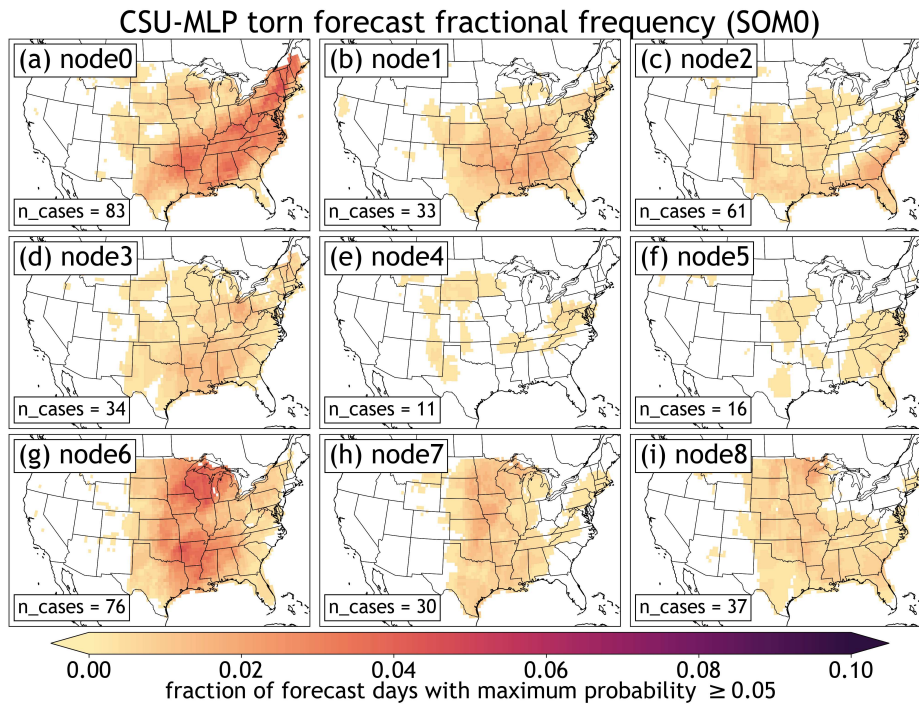 CSU-MLP torn forecast fractional frequency (SOM0)
(a) node0
n_cases = 83
(b) node1
n_cases = 33
(c) node2
n_cases = 61
(d) node3
n_cases = 34
(e) node4
n_cases = 11
(f) node5
n_cases = 16
(g) node6
n_cases = 76
(h) node7
n_cases = 30
(i) node8
n_cases = 37
0.00 0.02 0.04 0.06 0.08 0.10
fraction of forecast days with maximum probability ≥ 0.05